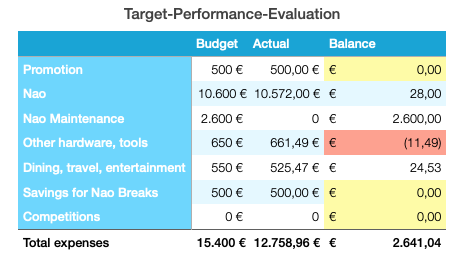 Target-Performance-Evaluation
Budget Actual Balance
Promotion 500 € 500,00 € € 0,00
Nao 10.600 € 10.572,00 € € 28,00
Nao Maintenance 2.600 € 0 € 2.600,00
Other hardware, tools 650 € 661,49 € € (11,49)
Dining, travel, entertainment 550 € 525,47 € € 24,53
Savings for Nao Breaks 500 € 500,00 € € 0,00
Competitions 0 € 0 € 0,00
Total expenses 15.400 € 12.758,96 € € 2.641,04